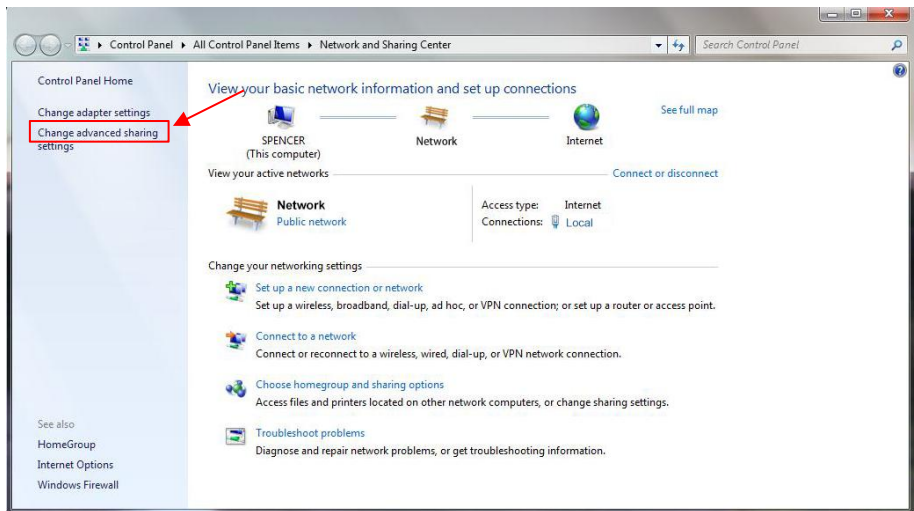 Control Panel ▸ All Control Panel Items ▸ Network and Sharing Center
Search Control Panel
Control Panel Home
Change adapter settings
Change advanced sharing
settings
See also
HomeGroup
Internet Options
Windows Firewall
View your basic network information and set up connections
See full map
SPENCER
(This computer)
Network
Internet
View your active networks
Connect or disconnect
Network
Public network
Access type: Internet
Connections: Local
Change your networking settings
Set up a new connection or network
Set up a wireless, broadband, dial-up, ad hoc, or VPN connection; or set up a router or access point.
Connect to a network
Connect or reconnect to a wireless, wired, dial-up, or VPN network connection.
Choose homegroup and sharing options
Access files and printers located on other network computers, or change sharing settings.
Troubleshoot problems
Diagnose and repair network problems, or get troubleshooting information.